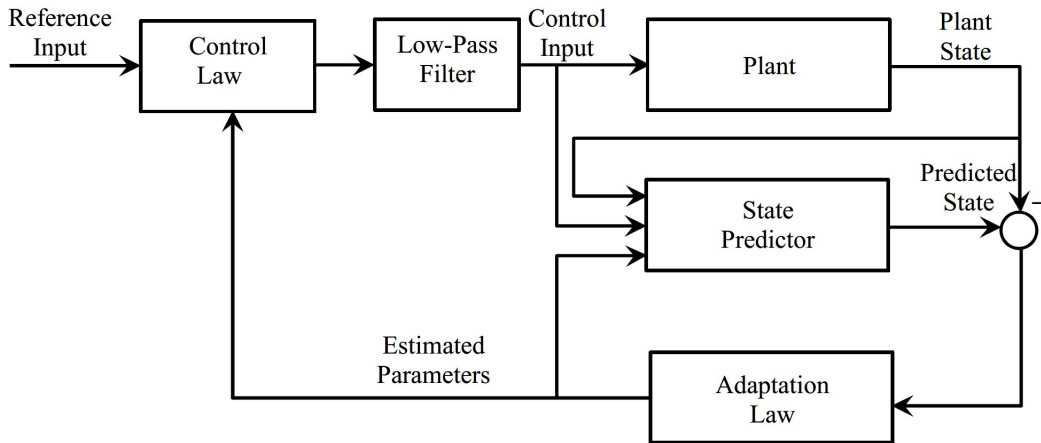 Reference
Input
Control
Law
Low-Pass
Filter
Control
Input
Plant
Plant
State
Predicted
State
–
State
Predictor
Estimated
Parameters
Adaptation
Law